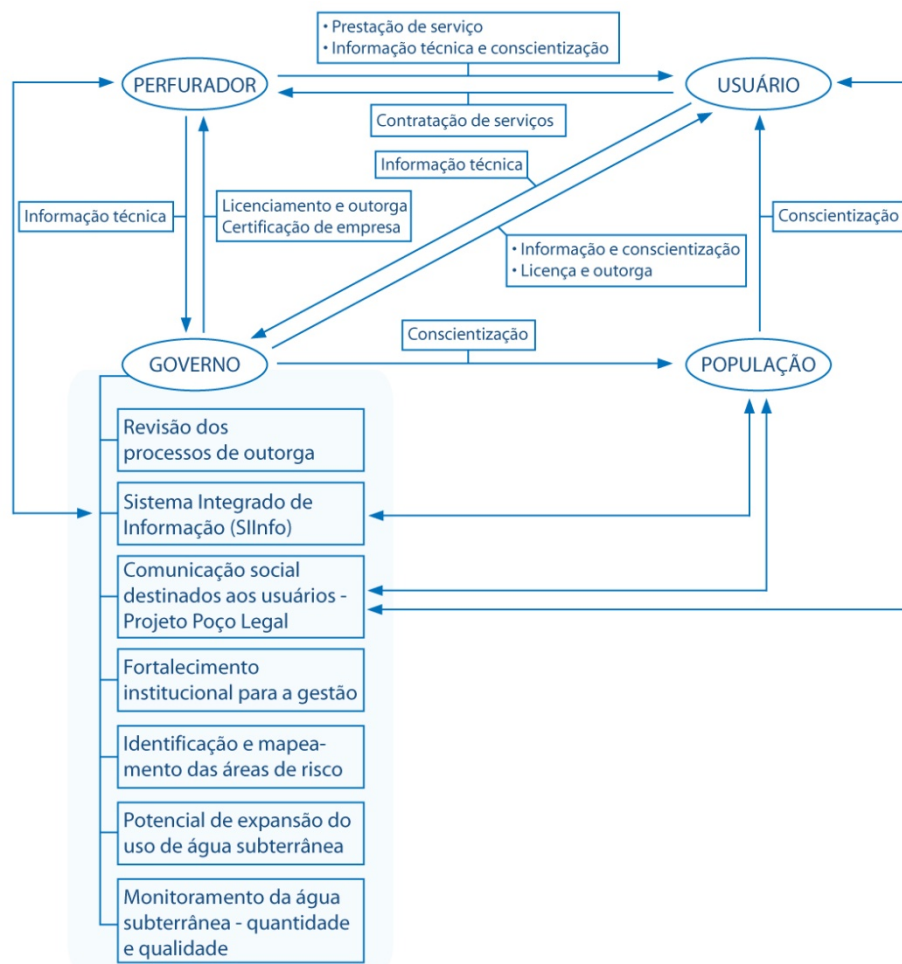 • Prestação de serviço
• Informação técnica e conscientização
PERFURADOR
USUÁRIO
Contratação de serviços
Informação técnica
Informação técnica
Licenciamento e outorga
Certificação de empresa
Conscientização
• Informação e conscientização
• Licença e outorga
Conscientização
GOVERNO
POPULAÇÃO
Revisão dos
processos de outorga
Sistema Integrado de
Informação (SIInfo)
Comunicação social
destinados aos usuários -
Projeto Poço Legal
Fortalecimento
institucional para a gestão
Identificação e mapea-
mento das áreas de risco
Potencial de expansão do
uso de água subterrânea
Monitoramento da água
subterrânea - quantidade
e qualidade